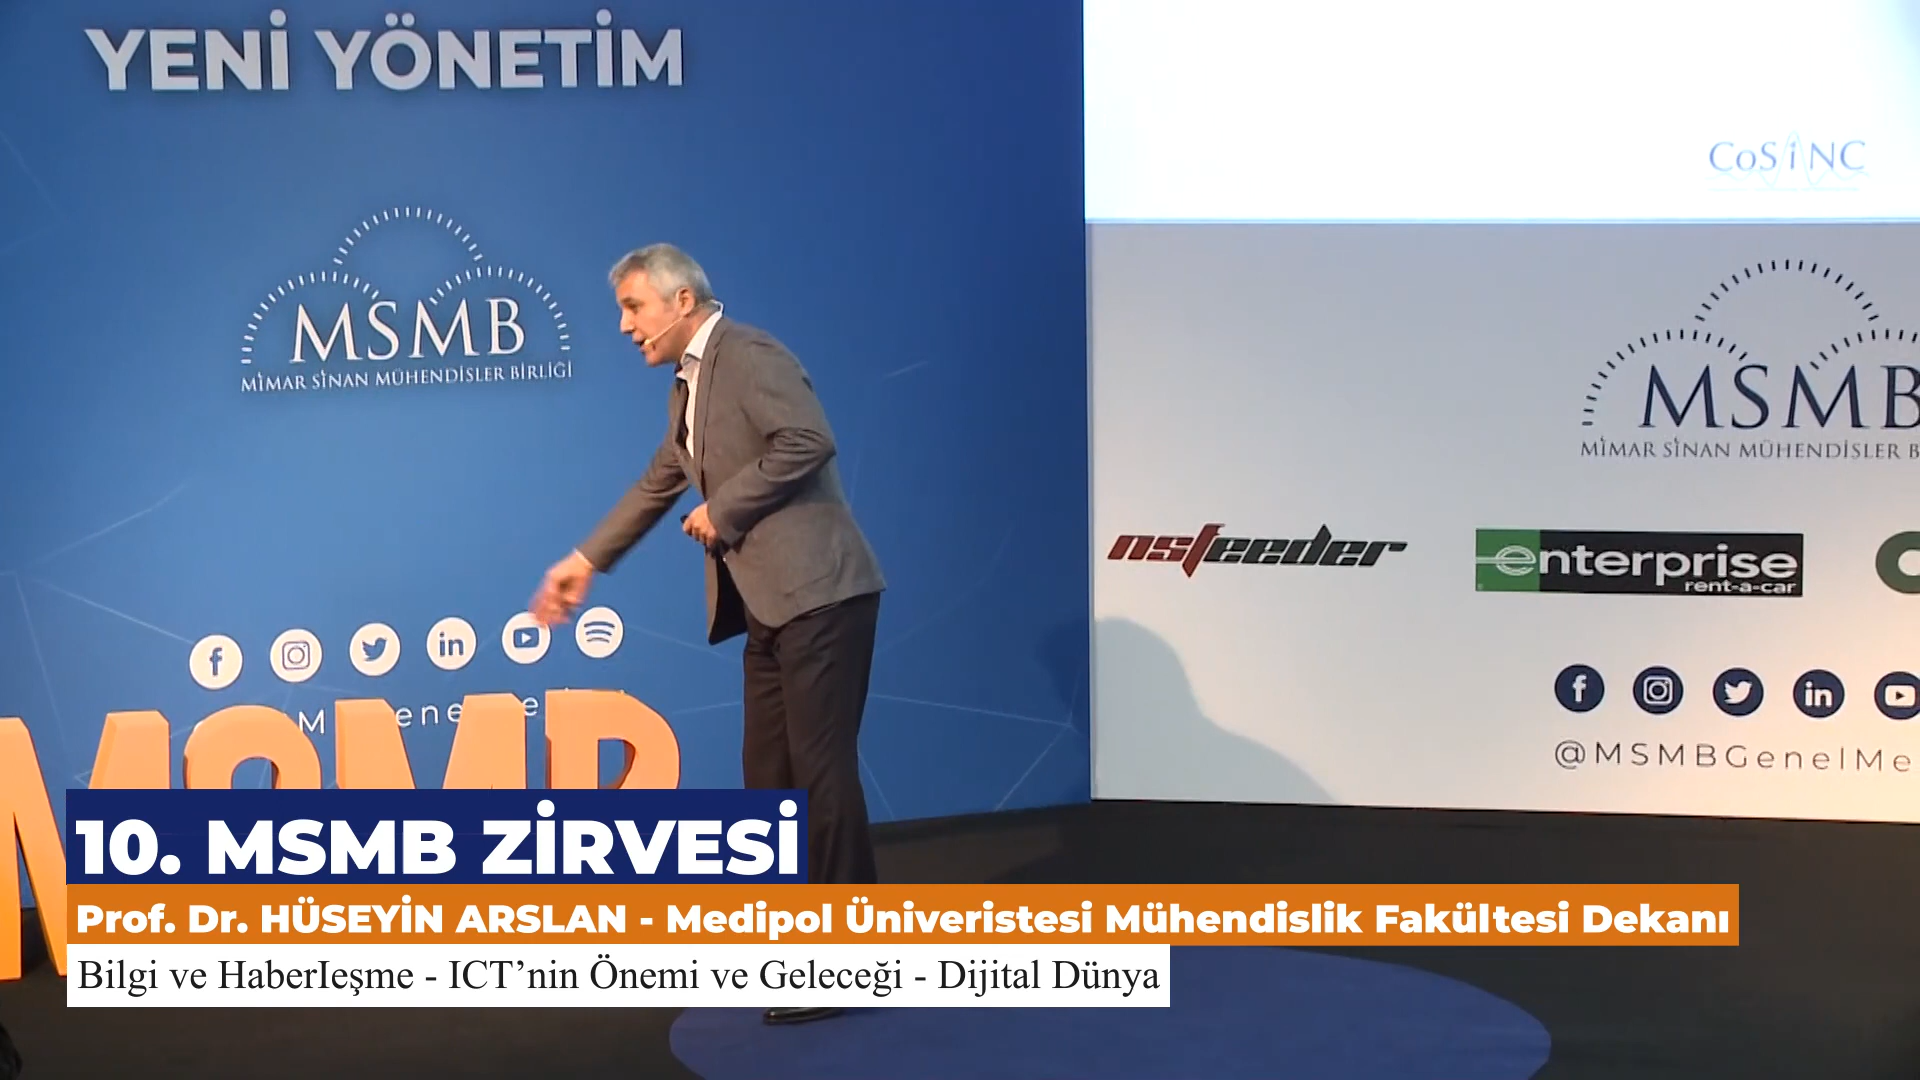 YENİ YÖNETİM
CoSiNC
MSMB
MİMAR SİNAN MÜHENDİSLER BİRLİĞİ
MSMB
MİMAR SİNAN MÜHENDİSLER B
nsfeeder
enterprise
rent-a-car
@MSMBGenelMe
MSMB
10. MSMB ZİRVESİ
Prof. Dr. HÜSEYİN ARSLAN - Medipol Üniveristesi Mühendislik Fakültesi Dekanı
Bilgi ve HaberIeşme - ICT’nin Önemi ve Geleceği - Dijital Dünya